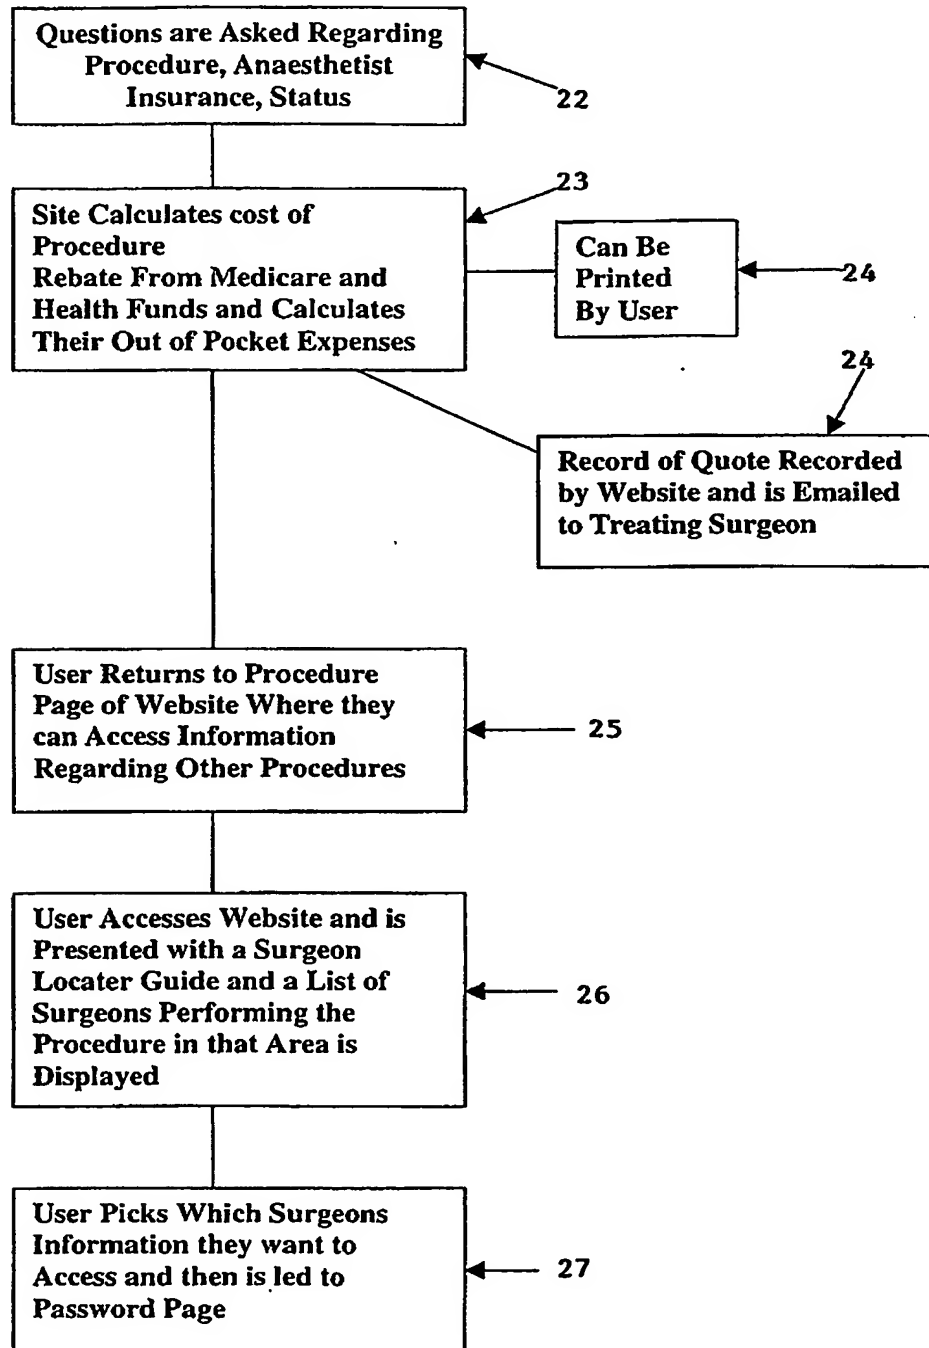 Questions are Asked Regarding
Procedure, Anaesthetist
Insurance, Status
22
23
Site Calculates cost of
Procedure
Rebate From Medicare and
Health Funds and Calculates
Their Out of Pocket Expenses
Can Be
Printed
By User
24
24
Record of Quote Recorded
by Website and is Emailed
to Treating Surgeon
User Returns to Procedure
Page of Website Where they
can Access Information
Regarding Other Procedures
25
User Accesses Website and is
Presented with a Surgeon
Locater Guide and a List of
Surgeons Performing the
Procedure in that Area is
Displayed
26
User Picks Which Surgeons
Information they want to
Access and then is led to
Password Page
27